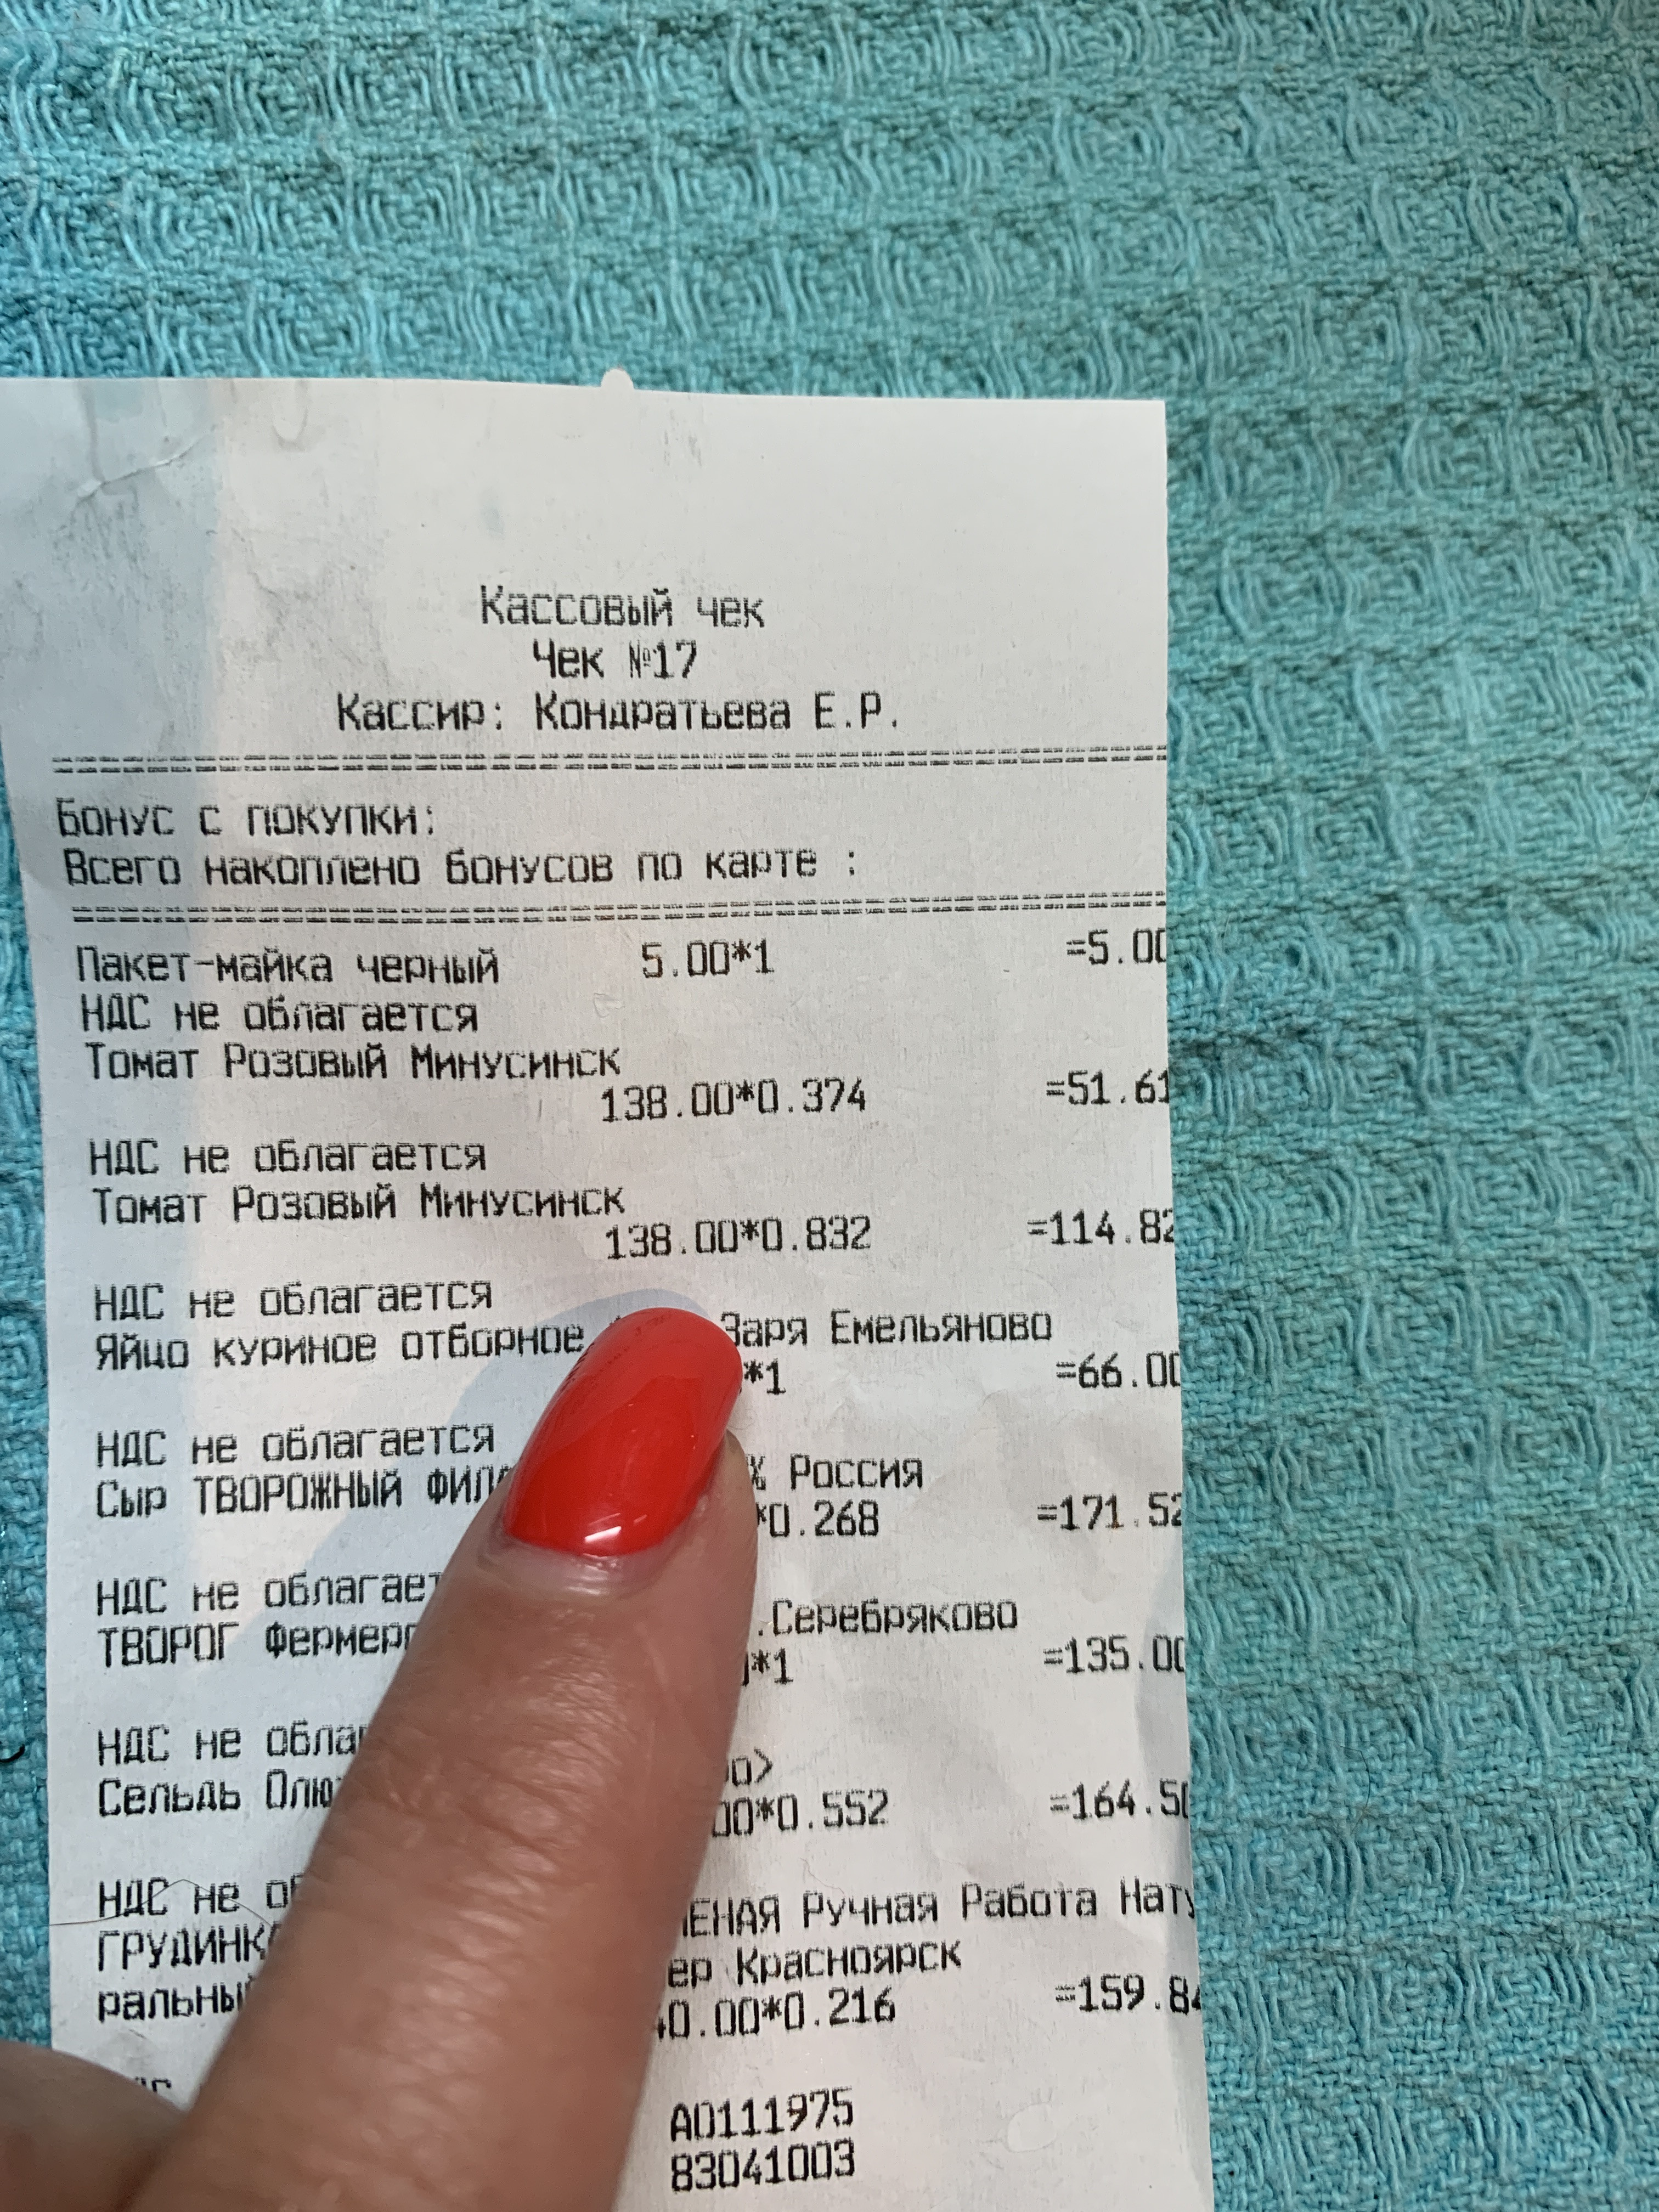 Кассовый чек
Чек №17
Кассир: Кондратьева Е.Р.
Бонус с покупки:
Всего накоплено бонусов по карте :
Пакет-майка черный 5.00*1 =5.00
НДС не облагается
Томат Розовый Минусинск
138.00*0.374 =51.61
НДС не облагается
Томат Розовый Минусинск
138.00*0.832 =114.82
НДС не облагается
Яйцо куриное отборное Заря Емельяново
*1 =66.00
НДС не облагается
Сыр ТВОРОЖНЫЙ % Россия
*0.268 =171.52
НДС не
ТВОРОГ .Серебряково
*1 =135.00
НДС не
Сельдь
*0.552 =164.50
НДС не
Ручная Работа
Красноярск
0.00*0.216 =159.84
A0111975
83041003